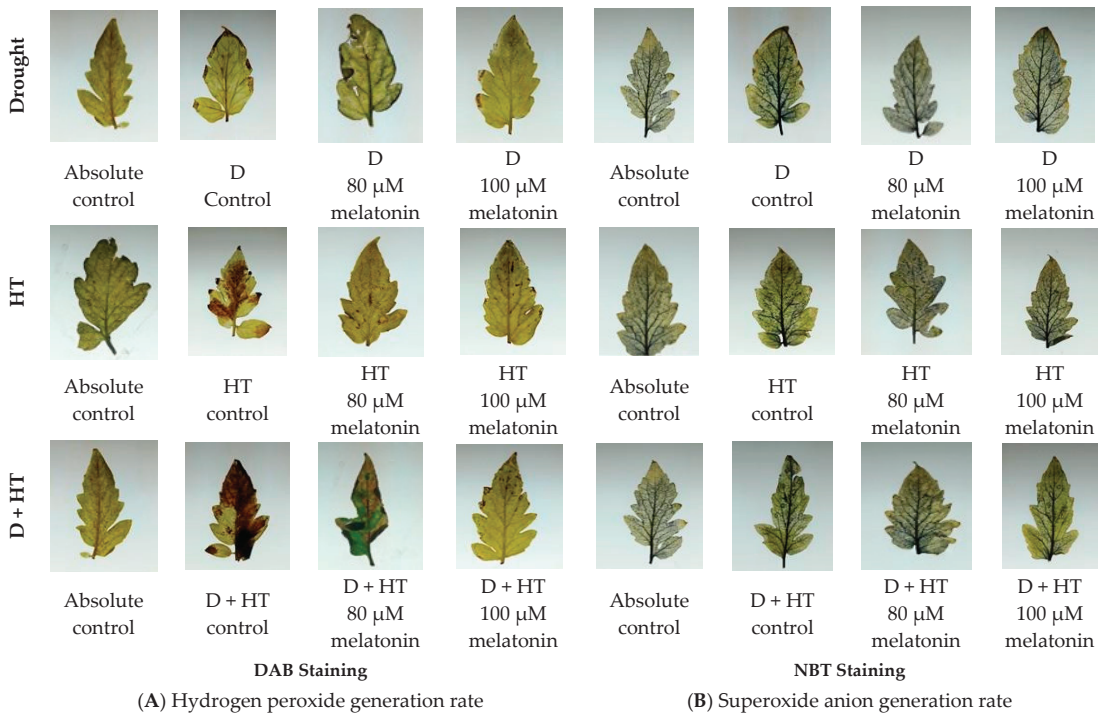 Drought
Absolute
control
D
Control
D
80 μM
melatonin
D
100 μM
melatonin
Absolute
control
D
control
D
80 μM
melatonin
D
100 μM
melatonin
HT
Absolute
control
HT
control
HT
80 μM
melatonin
HT
100 μM
melatonin
Absolute
control
HT
control
HT
80 μM
melatonin
HT
100 μM
melatonin
D + HT
Absolute
control
D + HT
control
D + HT
80 μM
melatonin
D + HT
100 μM
melatonin
Absolute
control
D + HT
control
D + HT
80 μM
melatonin
D + HT
100 μM
melatonin
DAB Staining
(A) Hydrogen peroxide generation rate
NBT Staining
(B) Superoxide anion generation rate